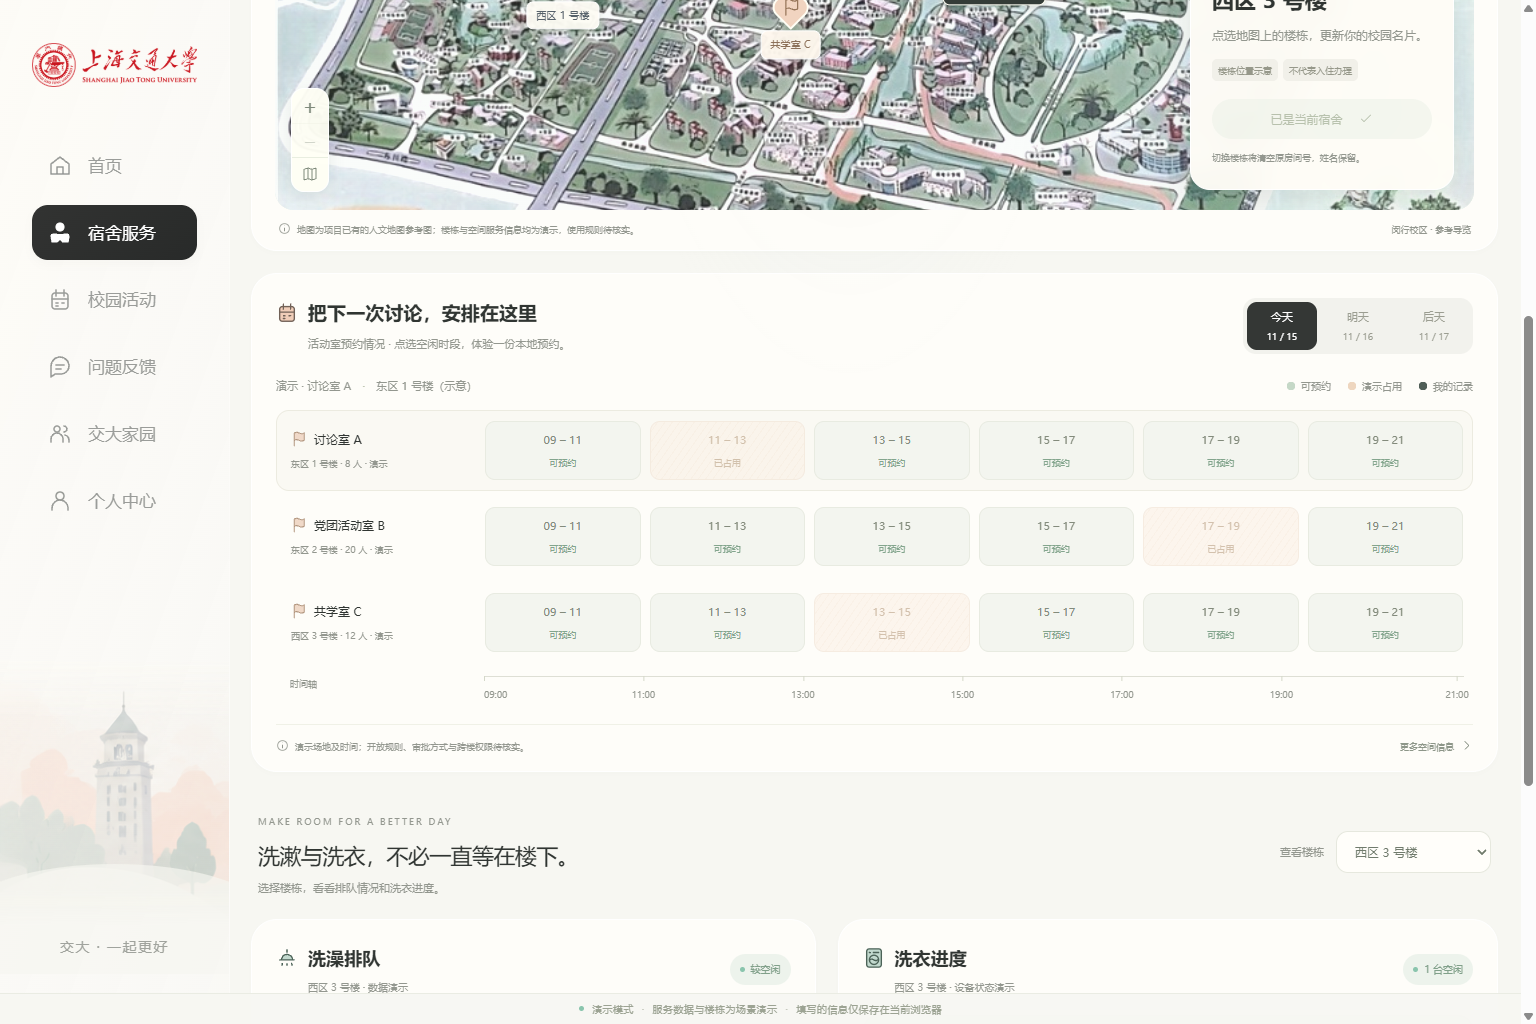 上海交通大学
SHANGHAI JIAO TONG UNIVERSITY
首页
宿舍服务
校园活动
问题反馈
交大家园
个人中心
交大 · 一起更好
西区 1 号楼
共学室 C
西区 3 号楼
点选地图上的楼栋，更新你的校园名片。
楼栋位置示意
不代表入住办理
已是当前宿舍
切换楼栋将清空原房间号，姓名保留。
地图为项目已有的人文地图参考图；楼栋与空间服务信息均为演示，使用规则待核实。
闵行校区 · 参考导览
把下一次讨论，安排在这里
活动室预约情况 · 点选空闲时段，体验一份本地预约。
今天
11 / 15
明天
11 / 16
后天
11 / 17
演示 · 讨论室 A · 东区 1 号楼（示意）
可预约
演示占用
我的记录
讨论室 A
东区 1 号楼 · 8 人 · 演示
09 – 11
可预约
11 – 13
已占用
13 – 15
可预约
15 – 17
可预约
17 – 19
可预约
19 – 21
可预约
党团活动室 B
东区 2 号楼 · 20 人 · 演示
09 – 11
可预约
11 – 13
可预约
13 – 15
可预约
15 – 17
可预约
17 – 19
已占用
19 – 21
可预约
共学室 C
西区 3 号楼 · 12 人 · 演示
09 – 11
可预约
11 – 13
可预约
13 – 15
已占用
15 – 17
可预约
17 – 19
可预约
19 – 21
可预约
时间轴
09:00
11:00
13:00
15:00
17:00
19:00
21:00
演示场地及时间；开放规则、审批方式与跨楼权限待核实。
更多空间信息
MAKE ROOM FOR A BETTER DAY
洗漱与洗衣，不必一直等在楼下。
选择楼栋，看看排队情况和洗衣进度。
查看楼栋
西区 3 号楼
洗澡排队
西区 3 号楼 · 数据演示
较空闲
洗衣进度
西区 3 号楼 · 设备状态演示
1 台空闲
演示模式 · 服务数据与楼栋为场景演示 · 填写的信息仅保存在当前浏览器